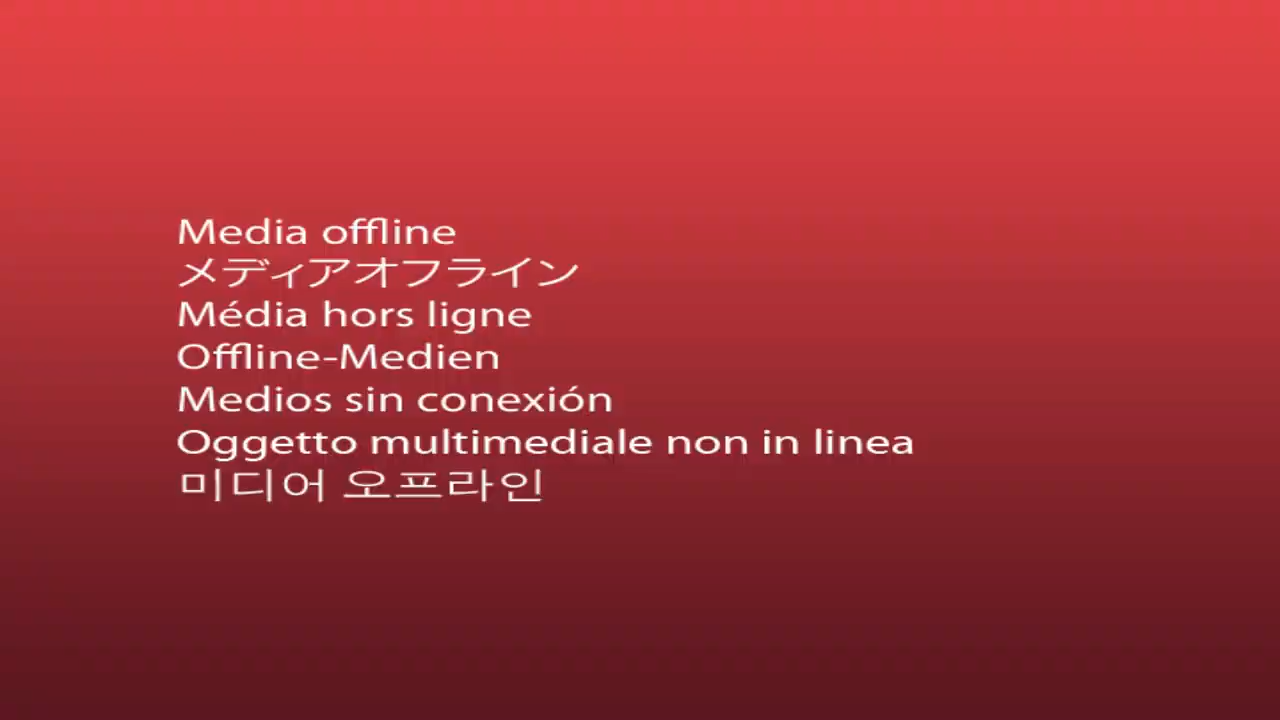 Media offline
メディアオフライン
Média hors ligne
Offline-Medien
Medios sin conexión
Oggetto multimediale non in linea
미디어 오프라인